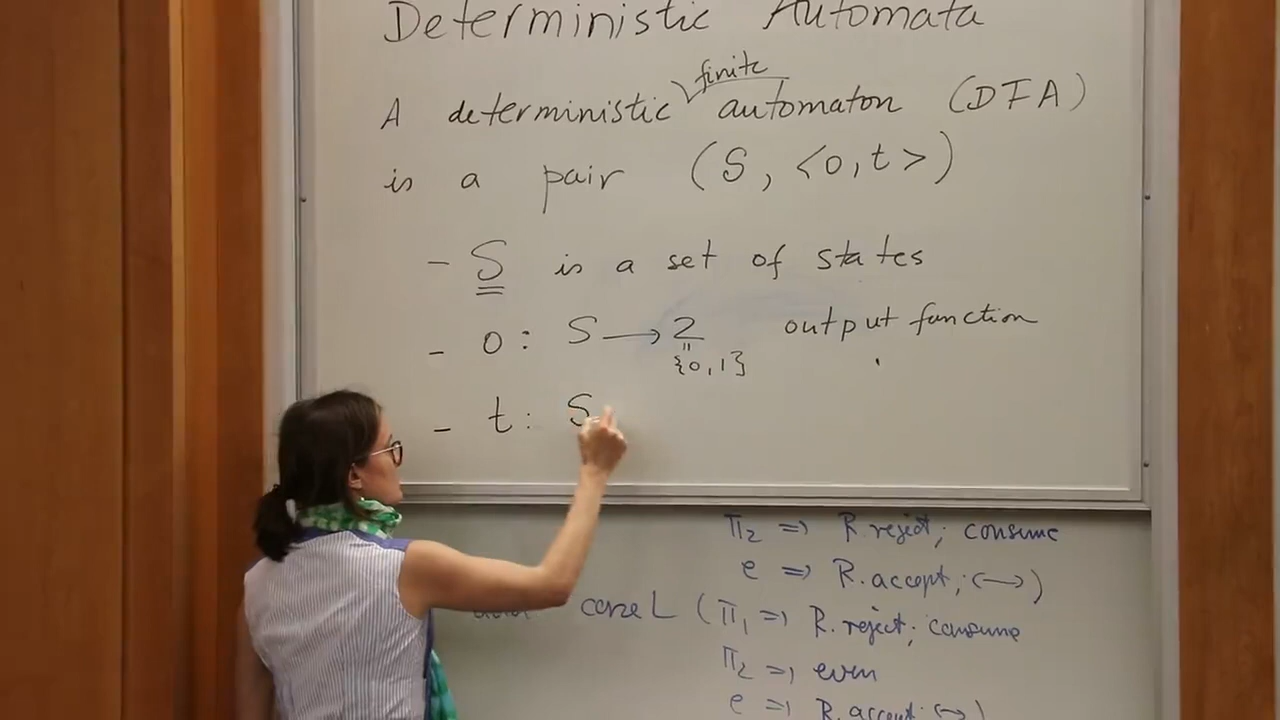 Deterministic Automata
A deterministic finite automaton (DFA)
is a pair (S, <o, t>)
- S is a set of states
- o: S → 2 output function
=
{0,1}
- t: S
π2 => R.reject; consume
e => R.accept; (→)
case L (π1 => R.reject; consume
π2 => even
e => R.accept; (→)